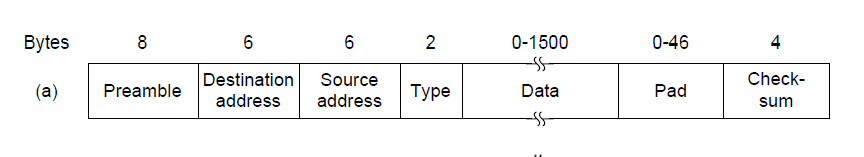 Bytes 8 6 6 2 0-1500 0-46 4
(a) Preamble Destination address Source address Type Data Pad Check-sum